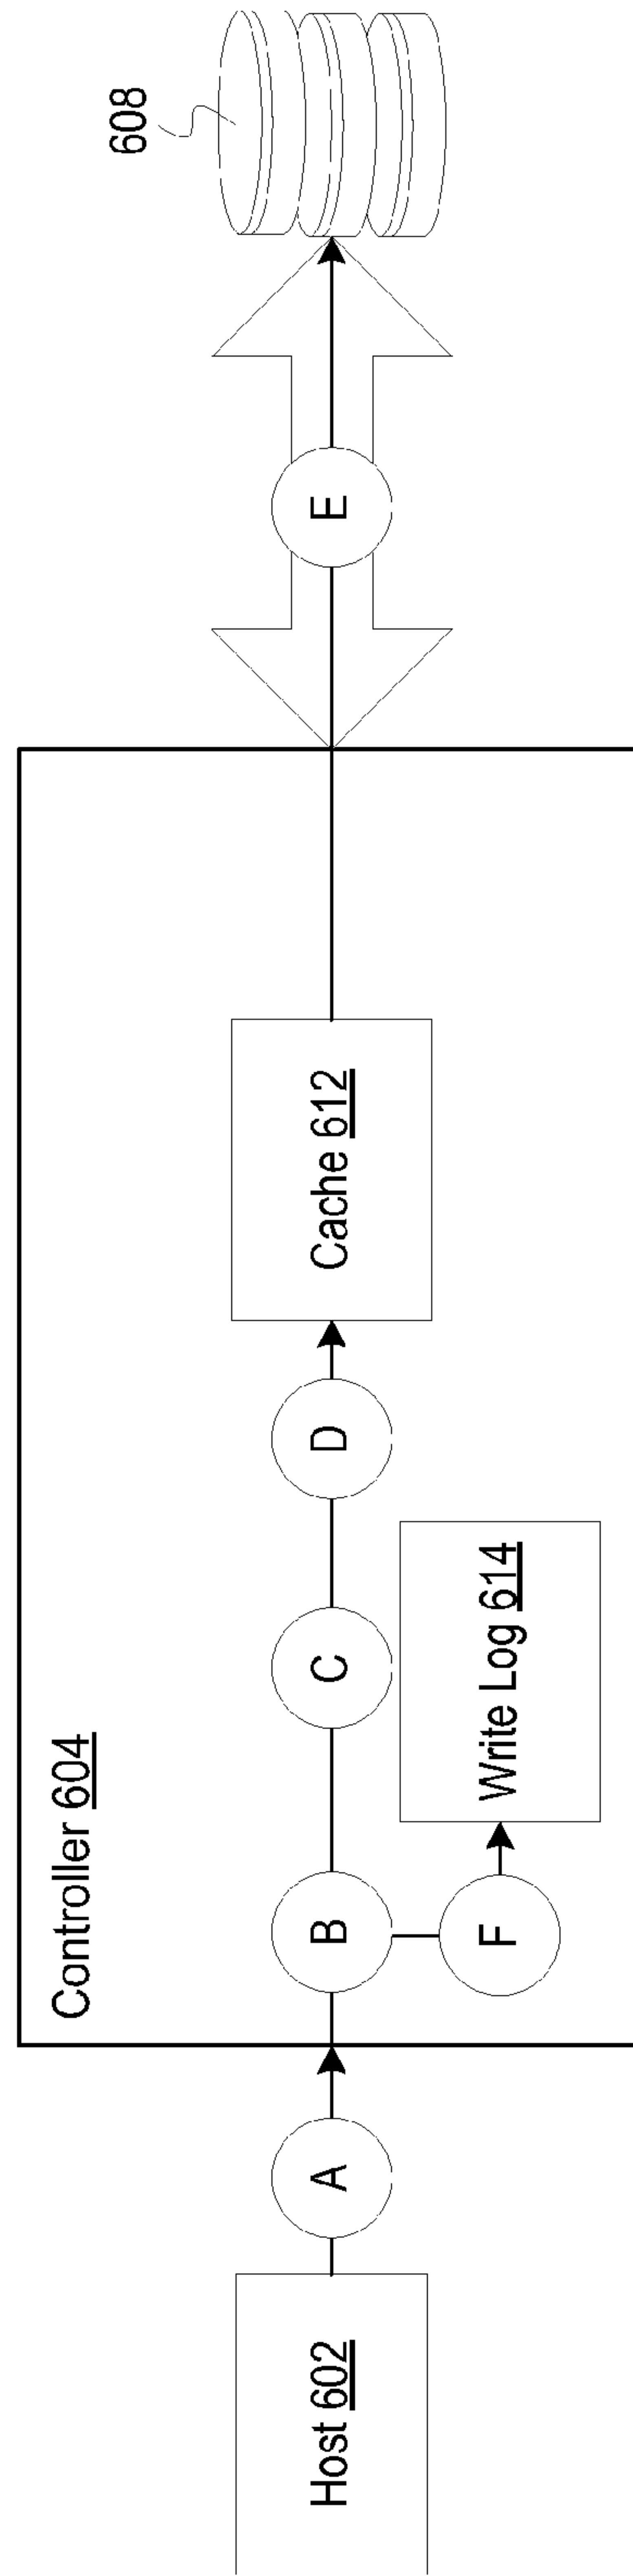 Controller 604
Host 602
A
B
C
D
Cache 612
E
608
F
Write Log 614